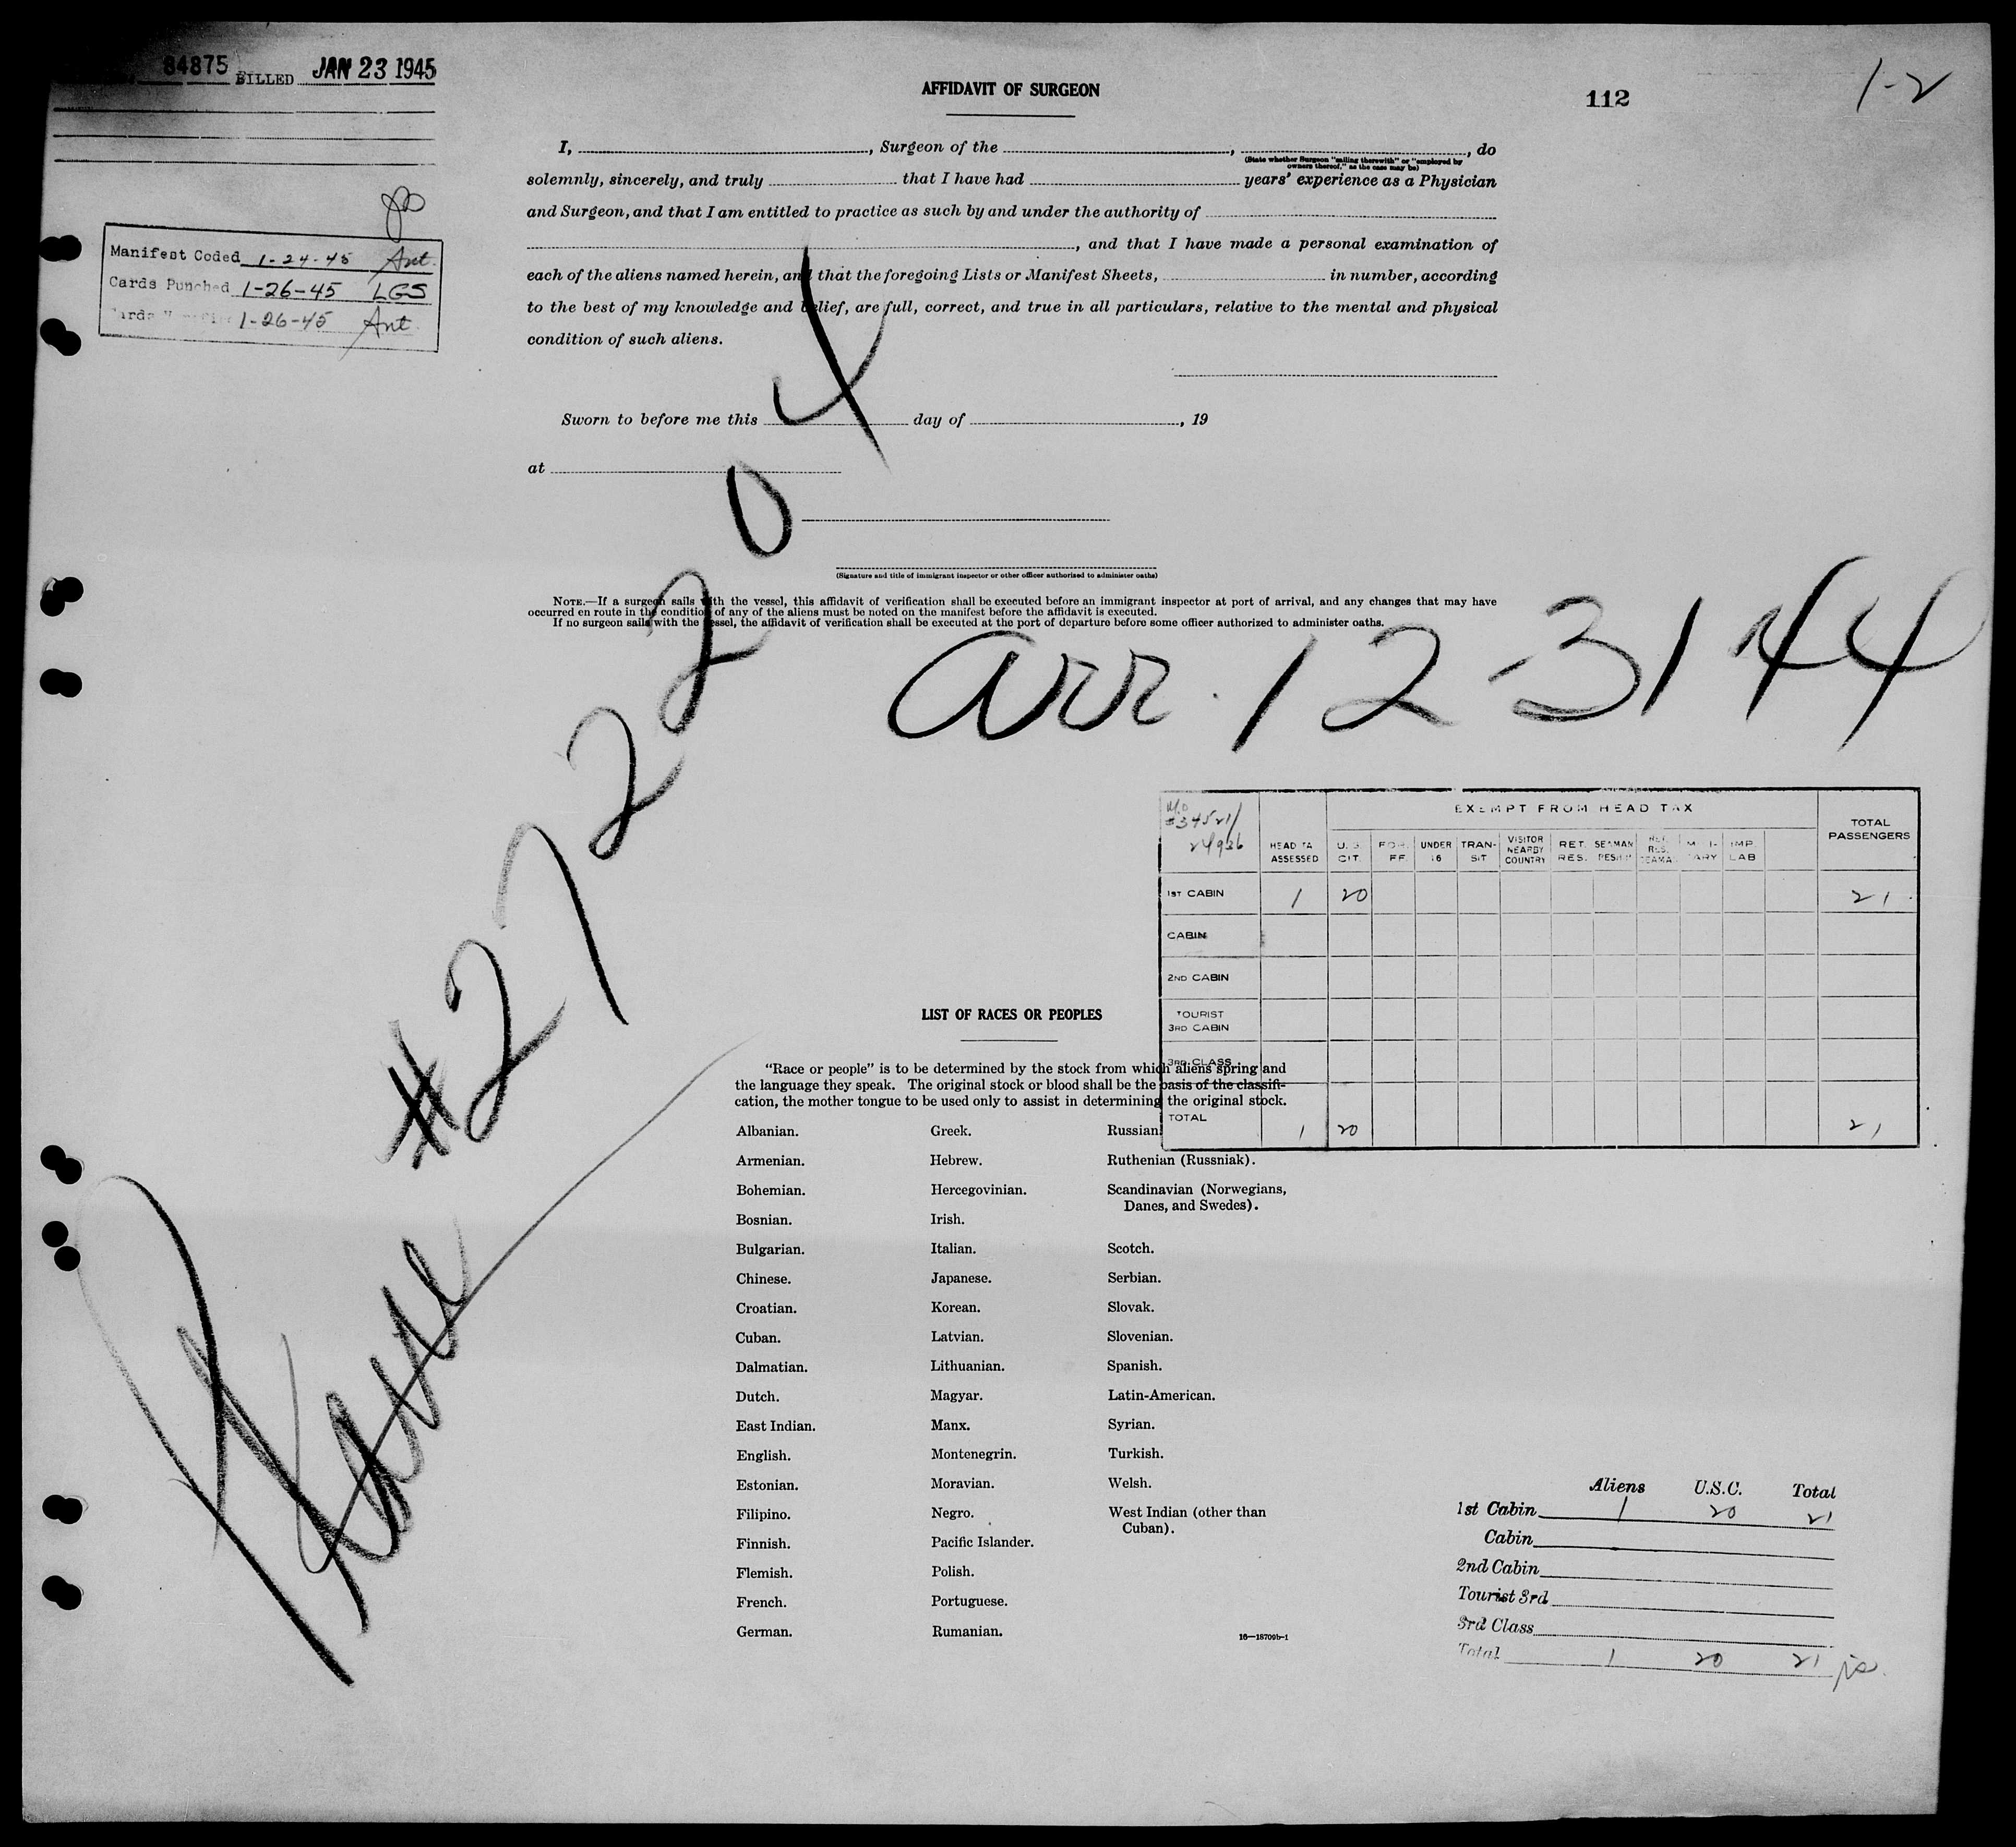 84875 BILLED JAN 23 1945
AFFIDAVIT OF SURGEON
112
1-2
I, , Surgeon of the , , do
(State whether Surgeon "sailing therewith" or "employed by
owners thereof," as the case may be)
solemnly, sincerely, and truly that I have had years' experience as a Physician
and Surgeon, and that I am entitled to practice as such by and under the authority of
, and that I have made a personal examination of
each of the aliens named herein, and that the foregoing Lists or Manifest Sheets, in number, according
to the best of my knowledge and belief, are full, correct, and true in all particulars, relative to the mental and physical
condition of such aliens.
Manifest Coded 1-24-45 Ant.
Cards Punched 1-26-45 LGS
Cards 1-26-45 Ant.
Sworn to before me this day of , 19
at
(Signature and title of immigrant inspector or other officer authorized to administer oaths)
NOTE.—If a surgeon sails with the vessel, this affidavit of verification shall be executed before an immigrant inspector at port of arrival, and any changes that may have
occurred en route in the condition of any of the aliens must be noted on the manifest before the affidavit is executed.
If no surgeon sails with the vessel, the affidavit of verification shall be executed at the port of departure before some officer authorized to administer oaths.
arr. 12-31 44
#272204
EXEMPT FROM HEAD TAX
HEAD TA ASSESSED
U.S. CIT.
FOR. FF.
UNDER 16
TRAN- SIT
VISITOR NEARBY COUNTRY
RET. RES.
SEAMAN
RET. RES. SEAMA
IMP LAB
TOTAL PASSENGERS
1ST CABIN 1 20 21
CABIN
2ND CABIN
TOURIST
3RD CABIN
3RD CLASS
TOTAL 1 20 21
LIST OF RACES OR PEOPLES
"Race or people" is to be determined by the stock from which aliens spring and
the language they speak. The original stock or blood shall be the basis of the classifi-
cation, the mother tongue to be used only to assist in determining the original stock.
Albanian. Greek. Russian.
Armenian. Hebrew. Ruthenian (Russniak).
Bohemian. Hercegovinian. Scandinavian (Norwegians,
Danes, and Swedes).
Bosnian. Irish.
Bulgarian. Italian. Scotch.
Chinese. Japanese. Serbian.
Croatian. Korean. Slovak.
Cuban. Latvian. Slovenian.
Dalmatian. Lithuanian. Spanish.
Dutch. Magyar. Latin-American.
East Indian. Manx. Syrian.
English. Montenegrin. Turkish.
Estonian. Moravian. Welsh.
Filipino. Negro. West Indian (other than
Cuban).
Finnish. Pacific Islander.
Flemish. Polish.
French. Portuguese.
German. Rumanian.
16—18709b-1
Aliens U.S.C. Total
1st Cabin 1 20 21
Cabin
2nd Cabin
Tourist 3rd
3rd Class
Total 1 20 21